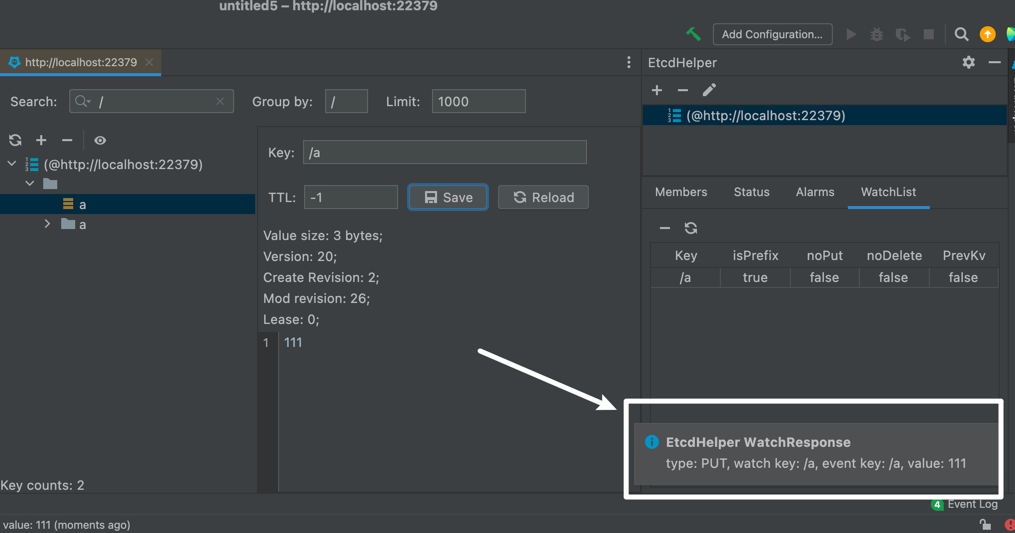 untitled5 – http://localhost:22379
Add Configuration...
http://localhost:22379
EtcdHelper
Search: / Group by: / Limit: 1000
(@http://localhost:22379)
Key: /a
(@http://localhost:22379)
a
a
TTL: -1 Save Reload
Value size: 3 bytes;
Version: 20;
Create Revision: 2;
Mod revision: 26;
Lease: 0;
1 111
Members Status Alarms WatchList
Key isPrefix noPut noDelete PrevKv
/a true false false false
EtcdHelper WatchResponse
type: PUT, watch key: /a, event key: /a, value: 111
Key counts: 2
4 Event Log
value: 111 (moments ago)